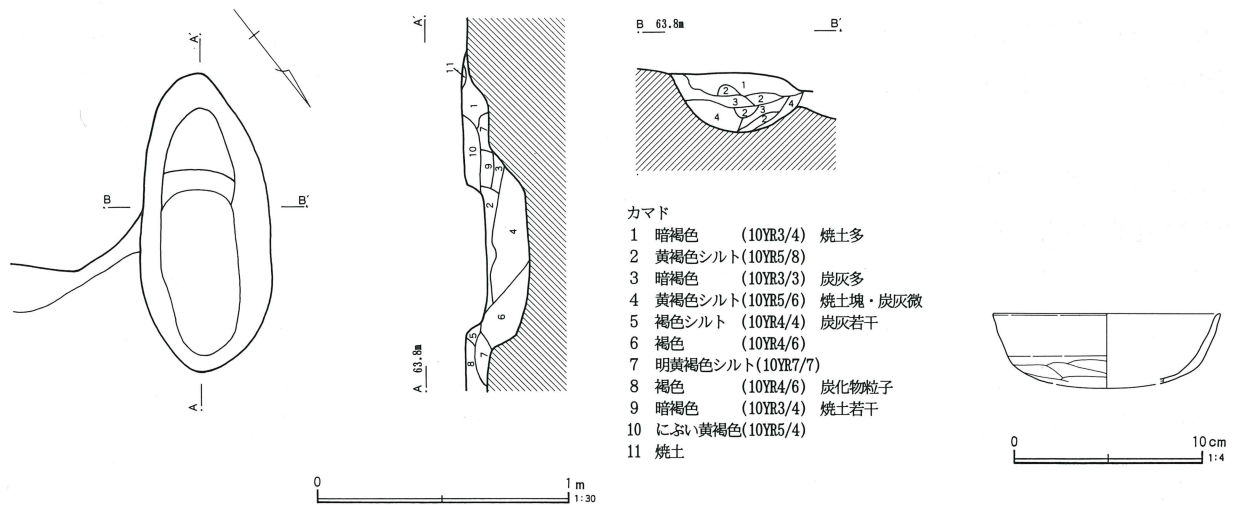 A′
B
B′
A
0 1 m
1:30
A′
11
1
7
10
9
3
2
4
6
5
8
7
A 63.8m
B 63.8m B′
1
2
3
2
4
2
3
4
2
カマド
1 暗褐色 (10YR3/4) 焼土多
2 黄褐色シルト(10YR5/8)
3 暗褐色 (10YR3/3) 炭灰多
4 黄褐色シルト(10YR5/6) 焼土塊・炭灰微
5 褐色シルト (10YR4/4) 炭灰若干
6 褐色 (10YR4/6)
7 明黄褐色シルト(10YR7/7)
8 褐色 (10YR4/6) 炭化物粒子
9 暗褐色 (10YR3/4) 焼土若干
10 にぶい黄褐色(10YR5/4)
11 焼土
0 10cm
1:4